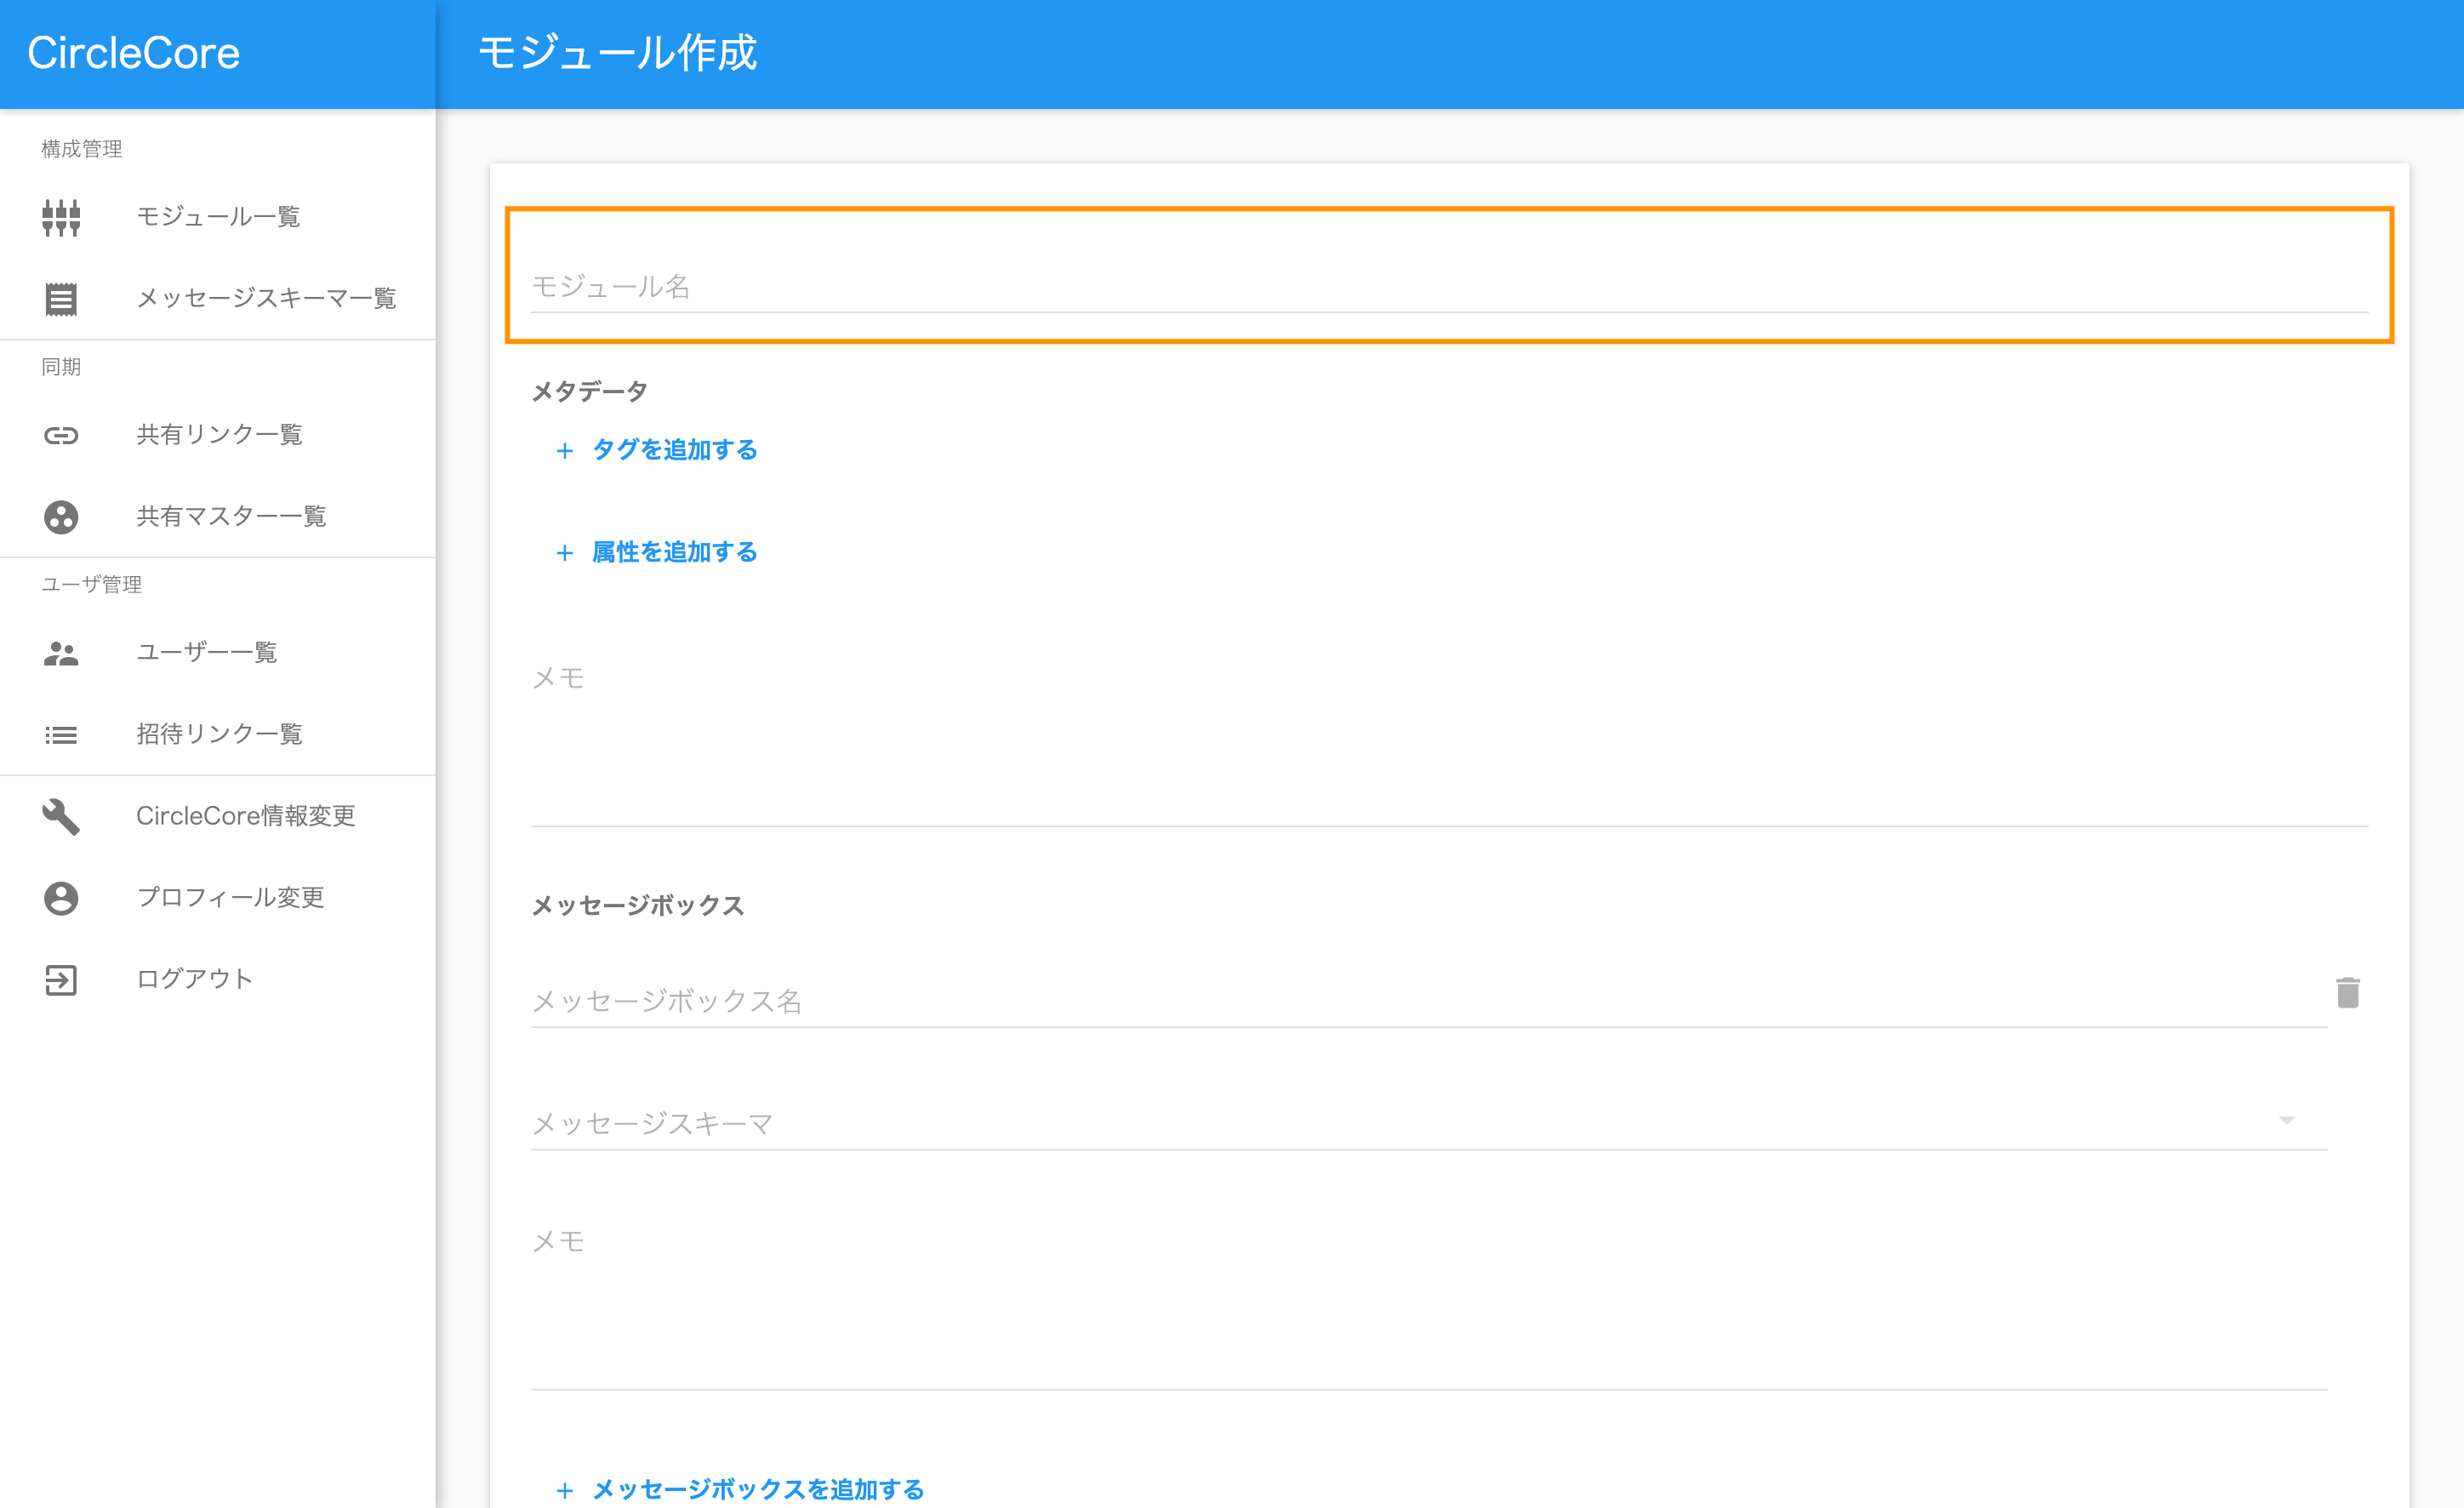 CircleCore
モジュール作成
構成管理
モジュール一覧
メッセージスキーマ一覧
同期
共有リンク一覧
共有マスター一覧
ユーザ管理
ユーザー一覧
招待リンク一覧
CircleCore情報変更
プロフィール変更
ログアウト
モジュール名
メタデータ
+ タグを追加する
+ 属性を追加する
メモ
メッセージボックス
メッセージボックス名
メッセージスキーマ
メモ
+ メッセージボックスを追加する